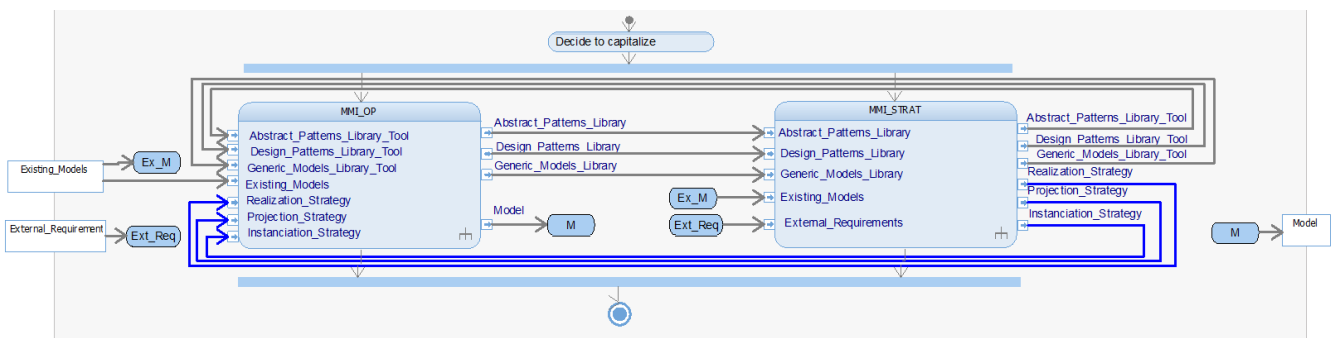 Decide to capitalize
MMI_OP
MMI_STRAT
Existing_Models
Ex_M
External_Requirement
Ext_Req
Abstract_Patterns_Library_Tool
Design_Patterns_Library_Tool
Generic_Models_Library_Tool
Existing_Models
Realization_Strategy
Projection_Strategy
Instanciation_Strategy
Abstract_Patterns_Library
Design_Patterns_Library
Generic_Models_Library
Model
M
Ex_M
Ext_Req
Abstract_Patterns_Library
Design_Patterns_Library
Generic_Models_Library
Existing_Models
External_Requirements
Abstract_Patterns_Library_Tool
Design_Patterns_Library_Tool
Generic_Models_Library_Tool
Realization_Strategy
Projection_Strategy
Instanciation_Strategy
M
Model